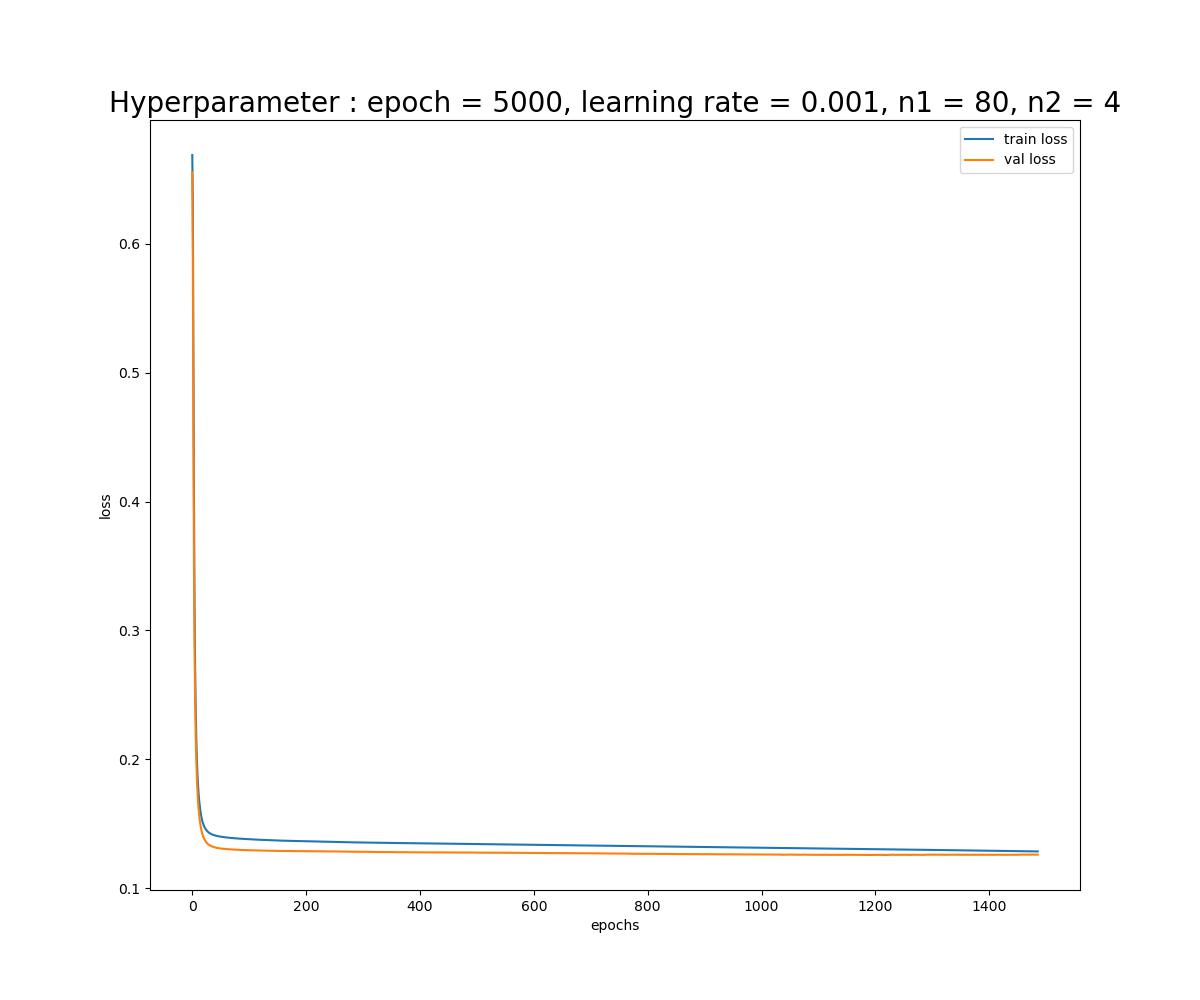 Hyperparameter : epoch = 5000, learning rate = 0.001, n1 = 80, n2 = 4
train loss
val loss
0.6
0.5
0.4
0.3
0.2
0.1
loss
0
200
400
600
800
1000
1200
1400
epochs